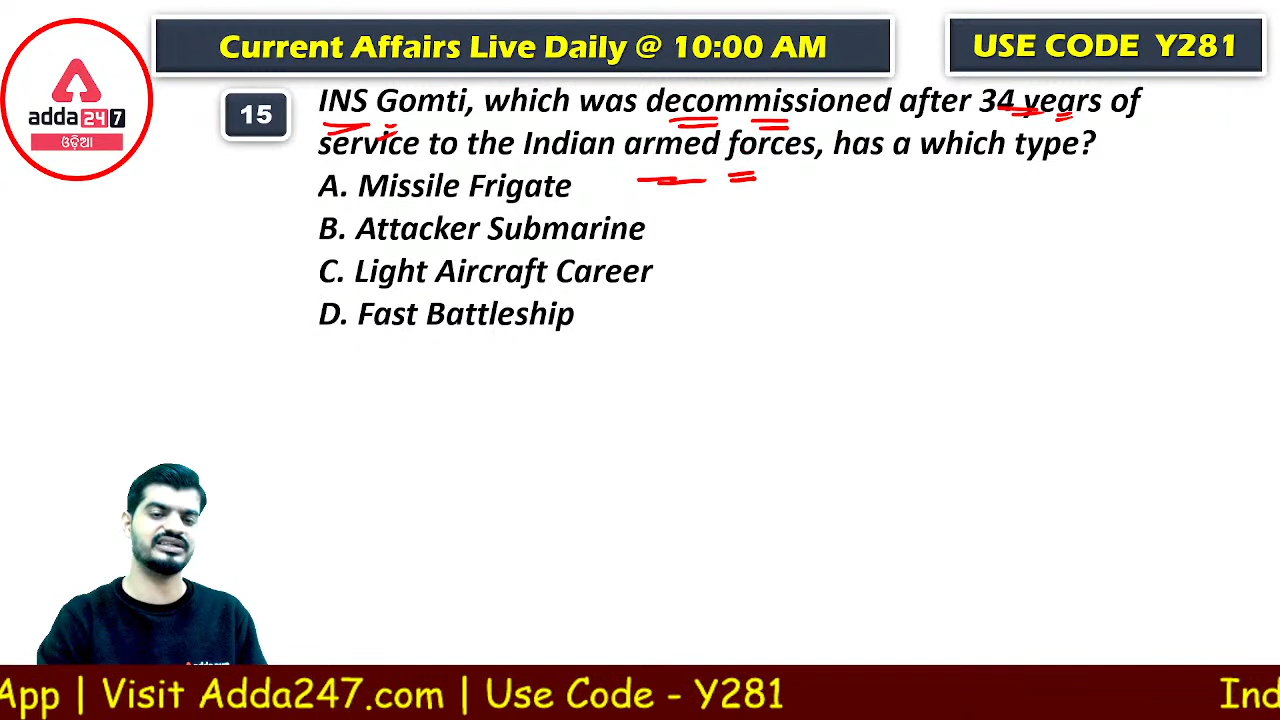 Current Affairs Live Daily @ 10:00 AM
USE CODE Y281
adda247
ଓଡ଼ିଆ
15
INS Gomti, which was decommissioned after 34 years of
service to the Indian armed forces, has a which type?
A. Missile Frigate
B. Attacker Submarine
C. Light Aircraft Career
D. Fast Battleship
App | Visit Adda247.com | Use Code - Y281
Ind